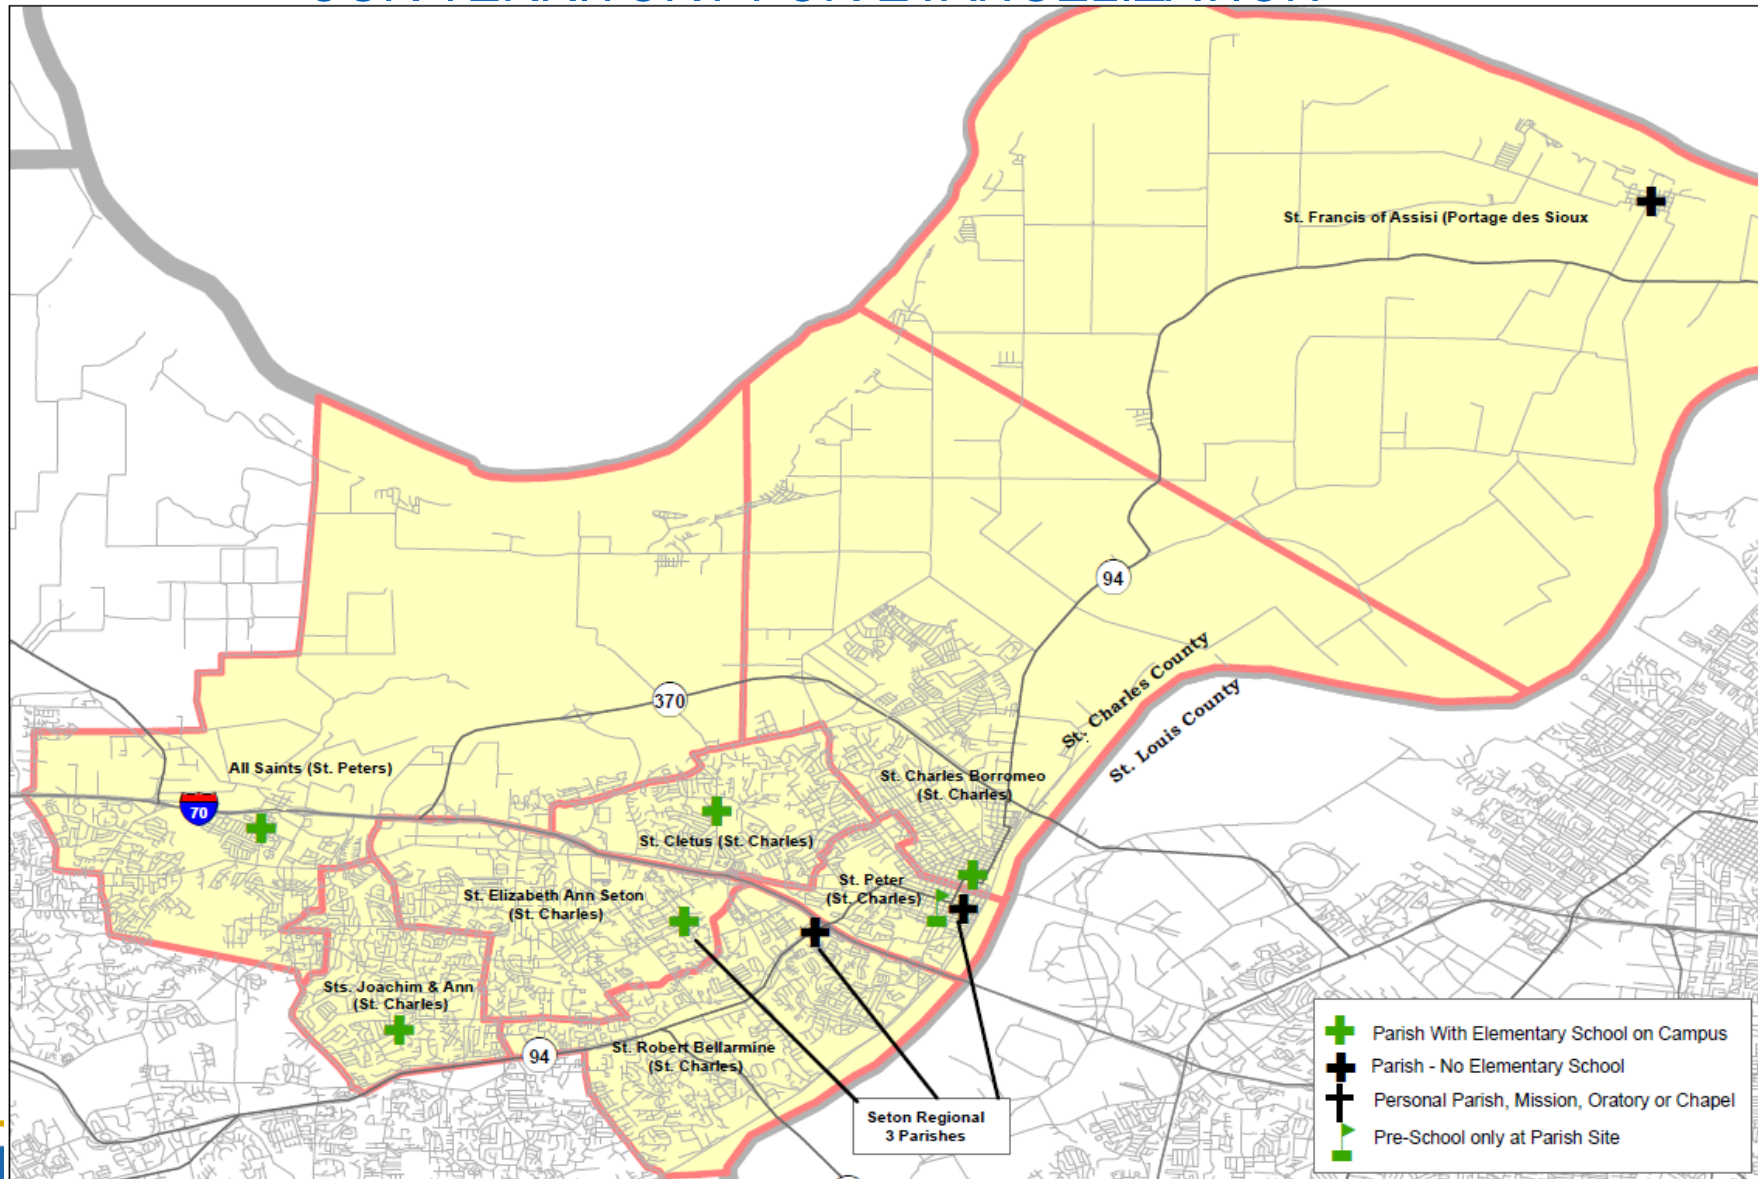 OUR TERRITORY FOR EVANGELIZATION
St. Francis of Assisi (Portage des Sioux
94
St. Charles County
St. Louis County
370
All Saints (St. Peters)
70
St. Charles Borromeo
(St. Charles)
St. Cletus (St. Charles)
St. Peter
(St. Charles)
St. Elizabeth Ann Seton
(St. Charles)
Sts. Joachim & Ann
(St. Charles)
94
St. Robert Bellarmine
(St. Charles)
Seton Regional
3 Parishes
Parish With Elementary School on Campus
Parish - No Elementary School
Personal Parish, Mission, Oratory or Chapel
Pre-School only at Parish Site